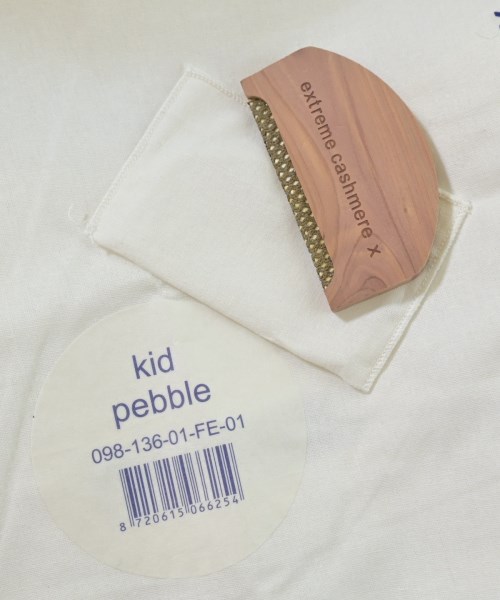 extreme cashmere x
kid
pebble
098-136-01-FE-01
8 720615 066254